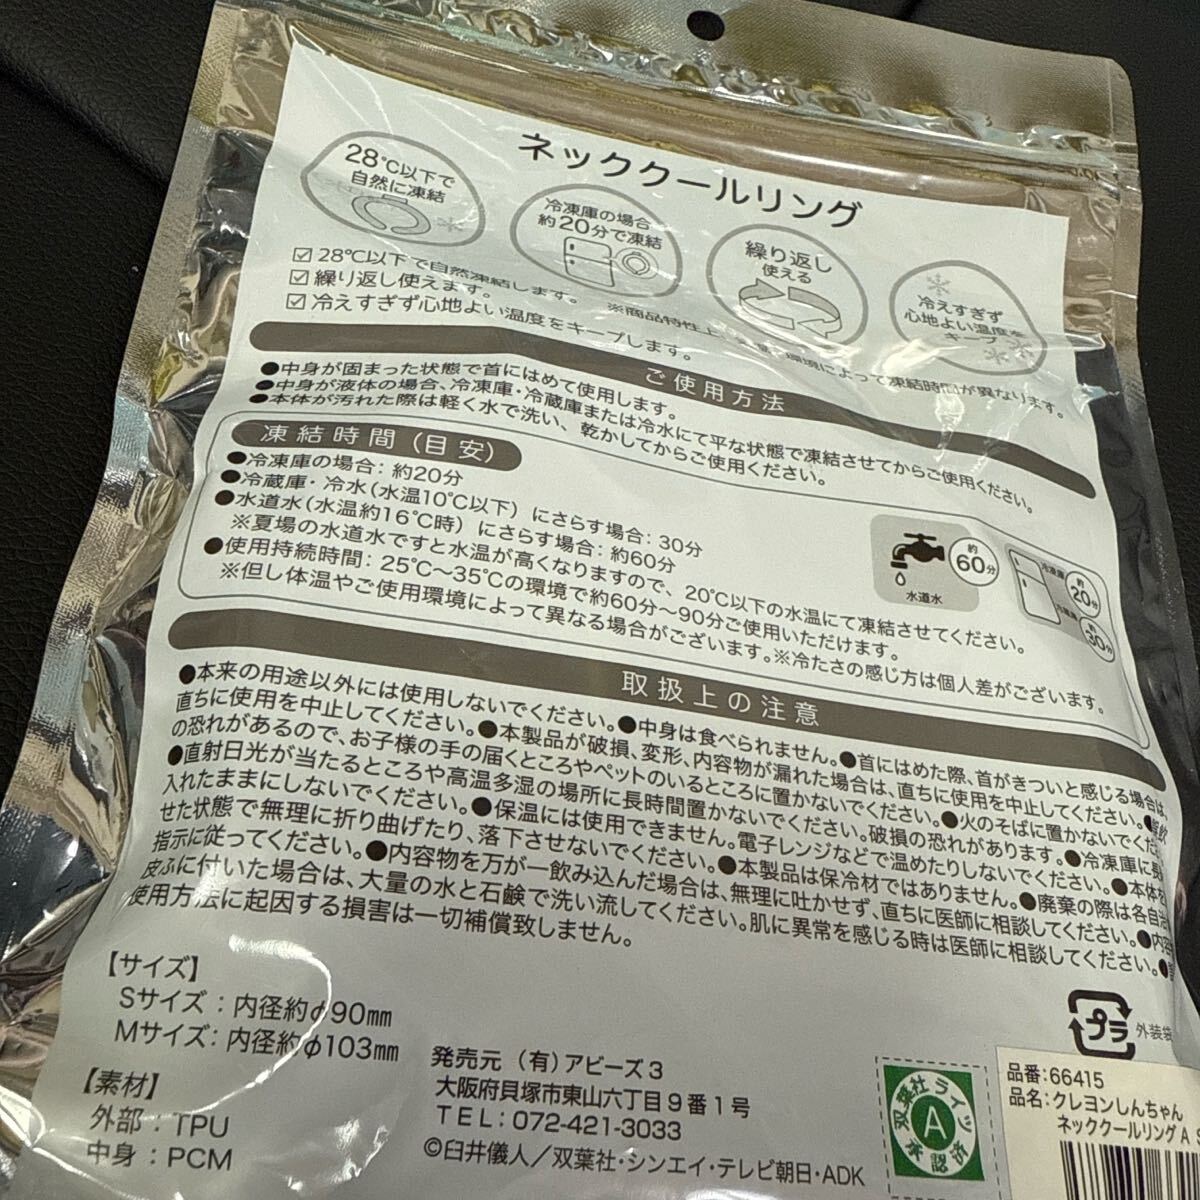 ネッククールリング
28℃以下で
自然に凍結
冷凍庫の場合
約20分で凍結
繰り返し
使える
冷えすぎず
心地よい温度を
キープ
☑28℃以下で自然凍結します。
※商品特性上、 環境によって凍結時間が異なります。
☑繰り返し使えます。
☑冷えすぎず心地よい温度をキープします。
ご使用方法
●中身が固まった状態で首にはめて使用します。
●中身が液体の場合、冷凍庫・冷蔵庫または冷水にて平な状態で凍結させてからご使用ください。
●本体が汚れた際は軽く水で洗い、乾かしてからご使用ください。
凍結時間(目安)
●冷凍庫の場合:約20分
●冷蔵庫・冷水(水温10℃以下)にさらす場合:30分
●水道水(水温約16℃時)にさらす場合:約60分
※夏場の水道水ですと水温が高くなりますので、20℃以下の水温にて凍結させてください。
●使用持続時間:25℃～35℃の環境で約60分～90分ご使用いただけます。
※但し体温やご使用環境によって異なる場合がございます。※冷たさの感じ方は個人差がございます。
約
60分
水道水
冷凍庫
約
20分
冷蔵庫
約
30分
取扱上の注意
●本来の用途以外には使用しないでください。●中身は食べられません。●首にはめた際、首がきついと感じる場合は、
直ちに使用を中止してください。●本製品が破損、変形、内容物が漏れた場合は、直ちに使用を中止してください。
の恐れがあるので、お子様の手の届くところやペットのいるところに置かないでください。●火のそばに置かないでくだ
●直射日光が当たるところや高温多湿の場所に長時間置かないでください。破損の恐れがあります。●冷凍庫に長
入れたままにしないでください。●保温には使用できません。電子レンジなどで温めたりしないでください。●本体を
せた状態で無理に折り曲げたり、落下させないでください。●本製品は保冷材ではありません。●廃棄の際は各自治
指示に従ってください。●内容物を万が一飲み込んだ場合は、無理に吐かせず、直ちに医師に相談してください。●内容
皮ふに付いた場合は、大量の水と石鹸で洗い流してください。肌に異常を感じる時は医師に相談してください。●
使用方法に起因する損害は一切補償致しません。
【サイズ】
Sサイズ:内径約φ90mm
Mサイズ:内径約φ103mm
【素材】
外部:TPU
中身:PCM
発売元 (有)アビーズ3
大阪府貝塚市東山六丁目9番1号
TEL:072-421-3033
©臼井儀人／双葉社・シンエイ・テレビ朝日・ADK
プラ
外装袋
双葉社ライツ
A
承認済
品番:66415
品名:クレヨンしんちゃん
ネッククールリングA